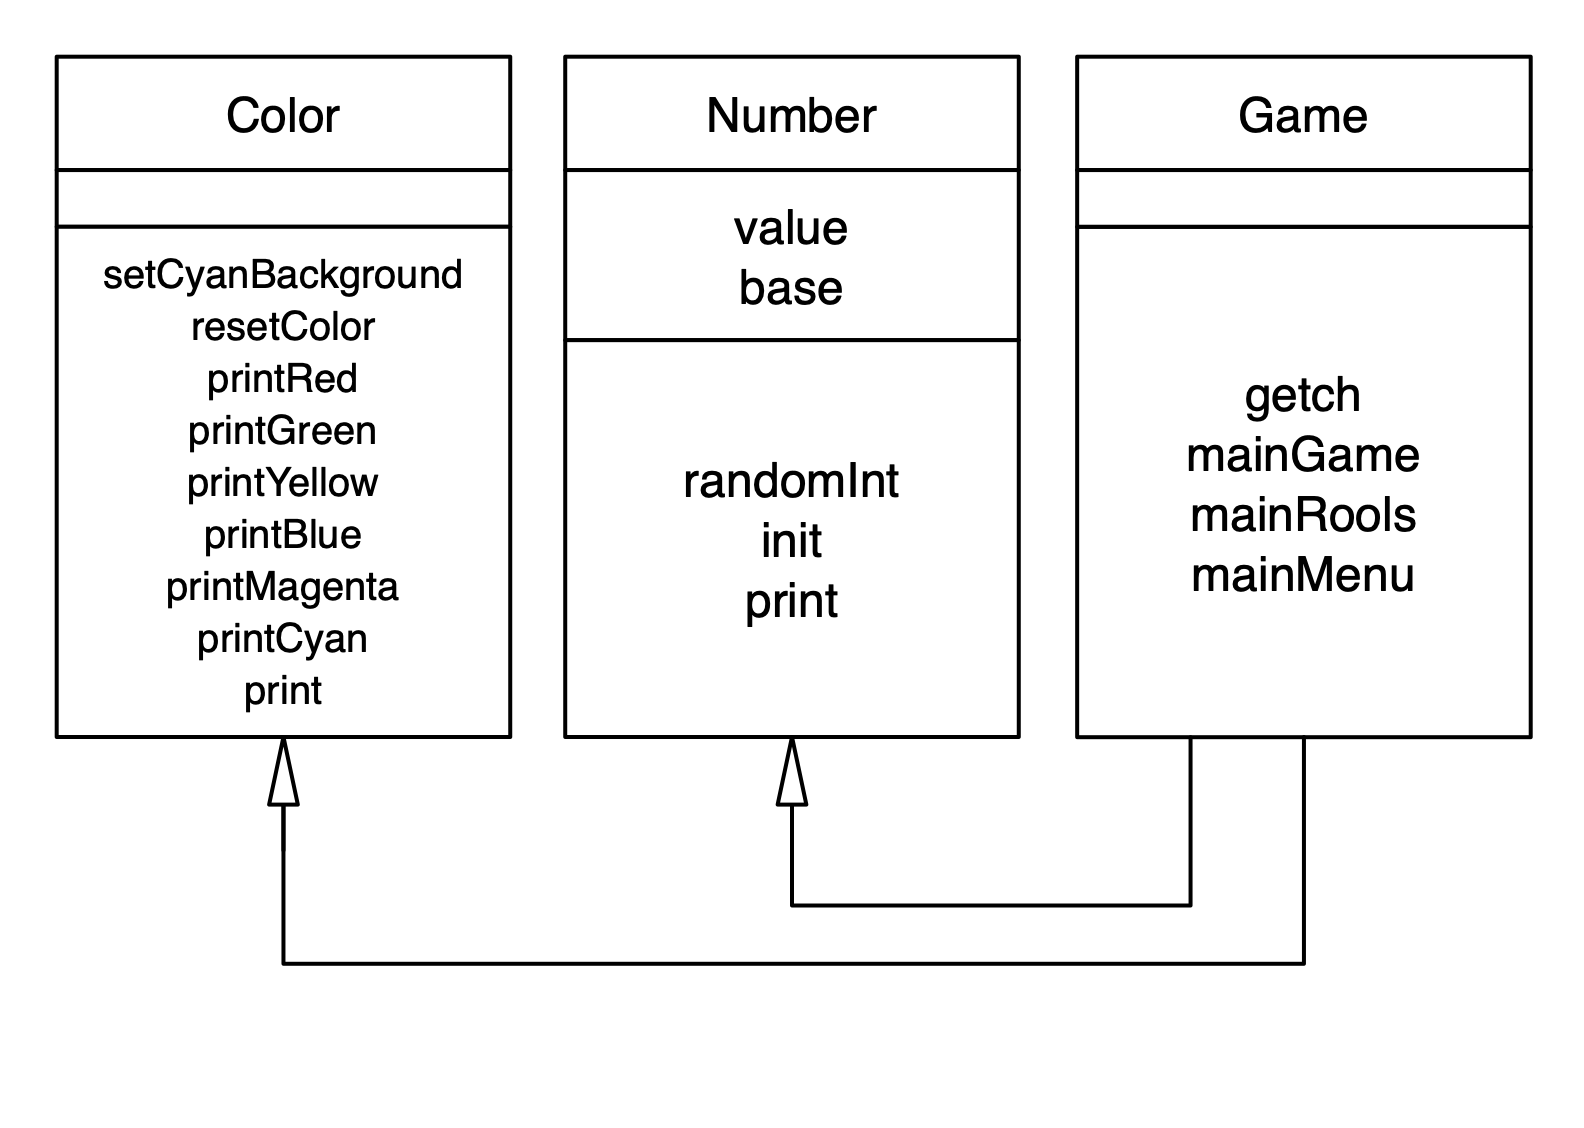 Color
setCyanBackground
resetColor
printRed
printGreen
printYellow
printBlue
printMagenta
printCyan
print
Number
value
base
randomInt
init
print
Game
getch
mainGame
mainRools
mainMenu